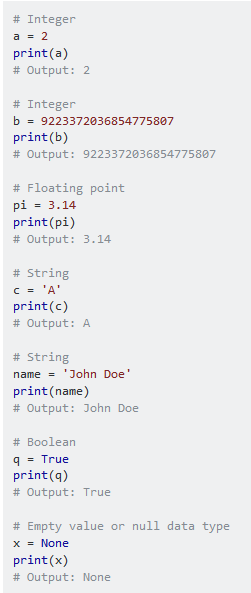 # Integer
a = 2
print(a)
# Output: 2
# Integer
b = 9223372036854775807
print(b)
# Output: 9223372036854775807
# Floating point
pi = 3.14
print(pi)
# Output: 3.14
# String
c = 'A'
print(c)
# Output: A
# String
name = 'John Doe'
print(name)
# Output: John Doe
# Boolean
q = True
print(q)
# Output: True
# Empty value or null data type
x = None
print(x)
# Output: None